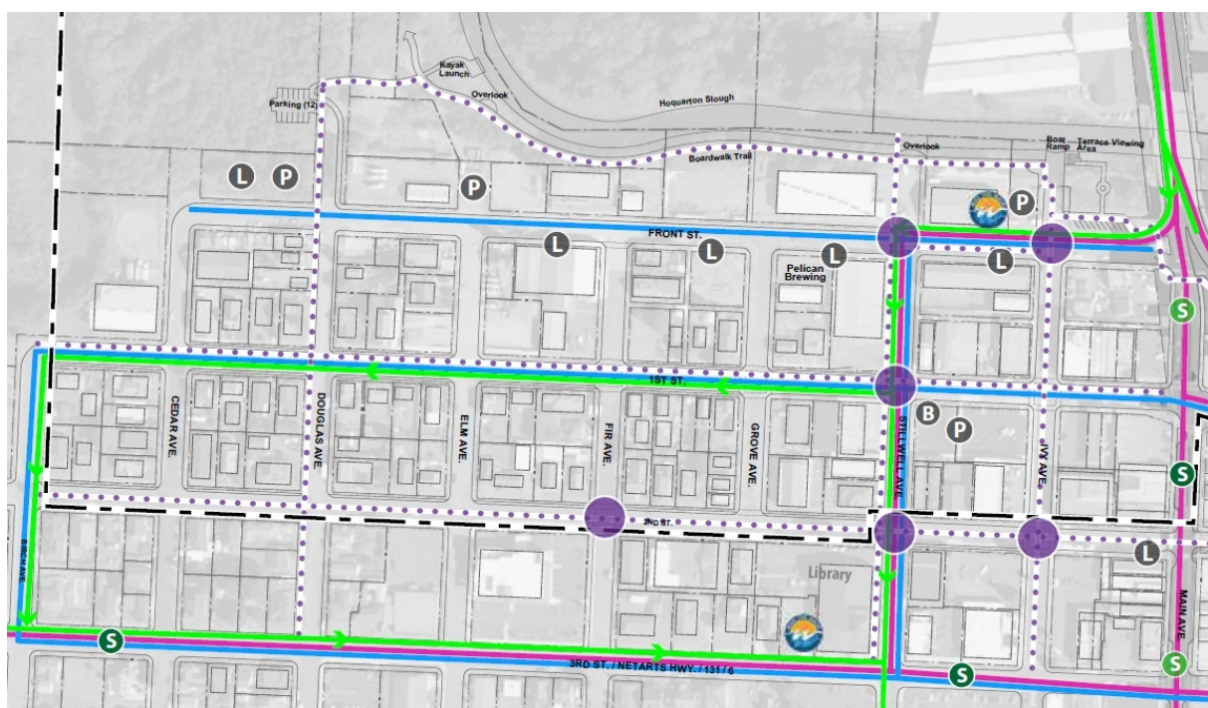 Kayak
Launch
Overlook
Parking (12)
Hoquarton Slough
Boardwalk Trail
Overlook
Boat
Ramp
Terrace Viewing
Area
L
P
P
P
FRONT ST.
L
L
L
L
Pelican
Brewing
S
1ST ST.
CEDAR AVE.
DOUGLAS AVE.
ELM AVE.
FIR AVE.
GROVE AVE.
STILLWELL AVE.
IVY AVE.
B
P
S
2ND ST.
L
BIRCH AVE.
Library
MAIN AVE.
S
3RD ST. / NETARTS HWY. / 131 / 6
S
S